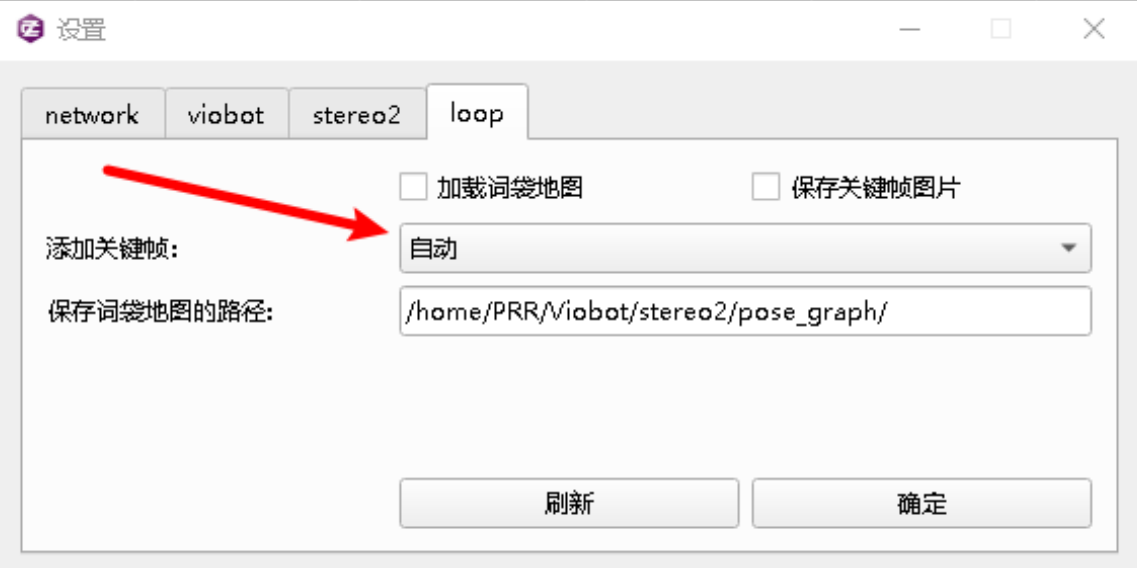 设置
network viobot stereo2 loop
加载词袋地图 保存关键帧图片
添加关键帧: 自动
保存词袋地图的路径: /home/PRR/Viobot/stereo2/pose_graph/
刷新 确定